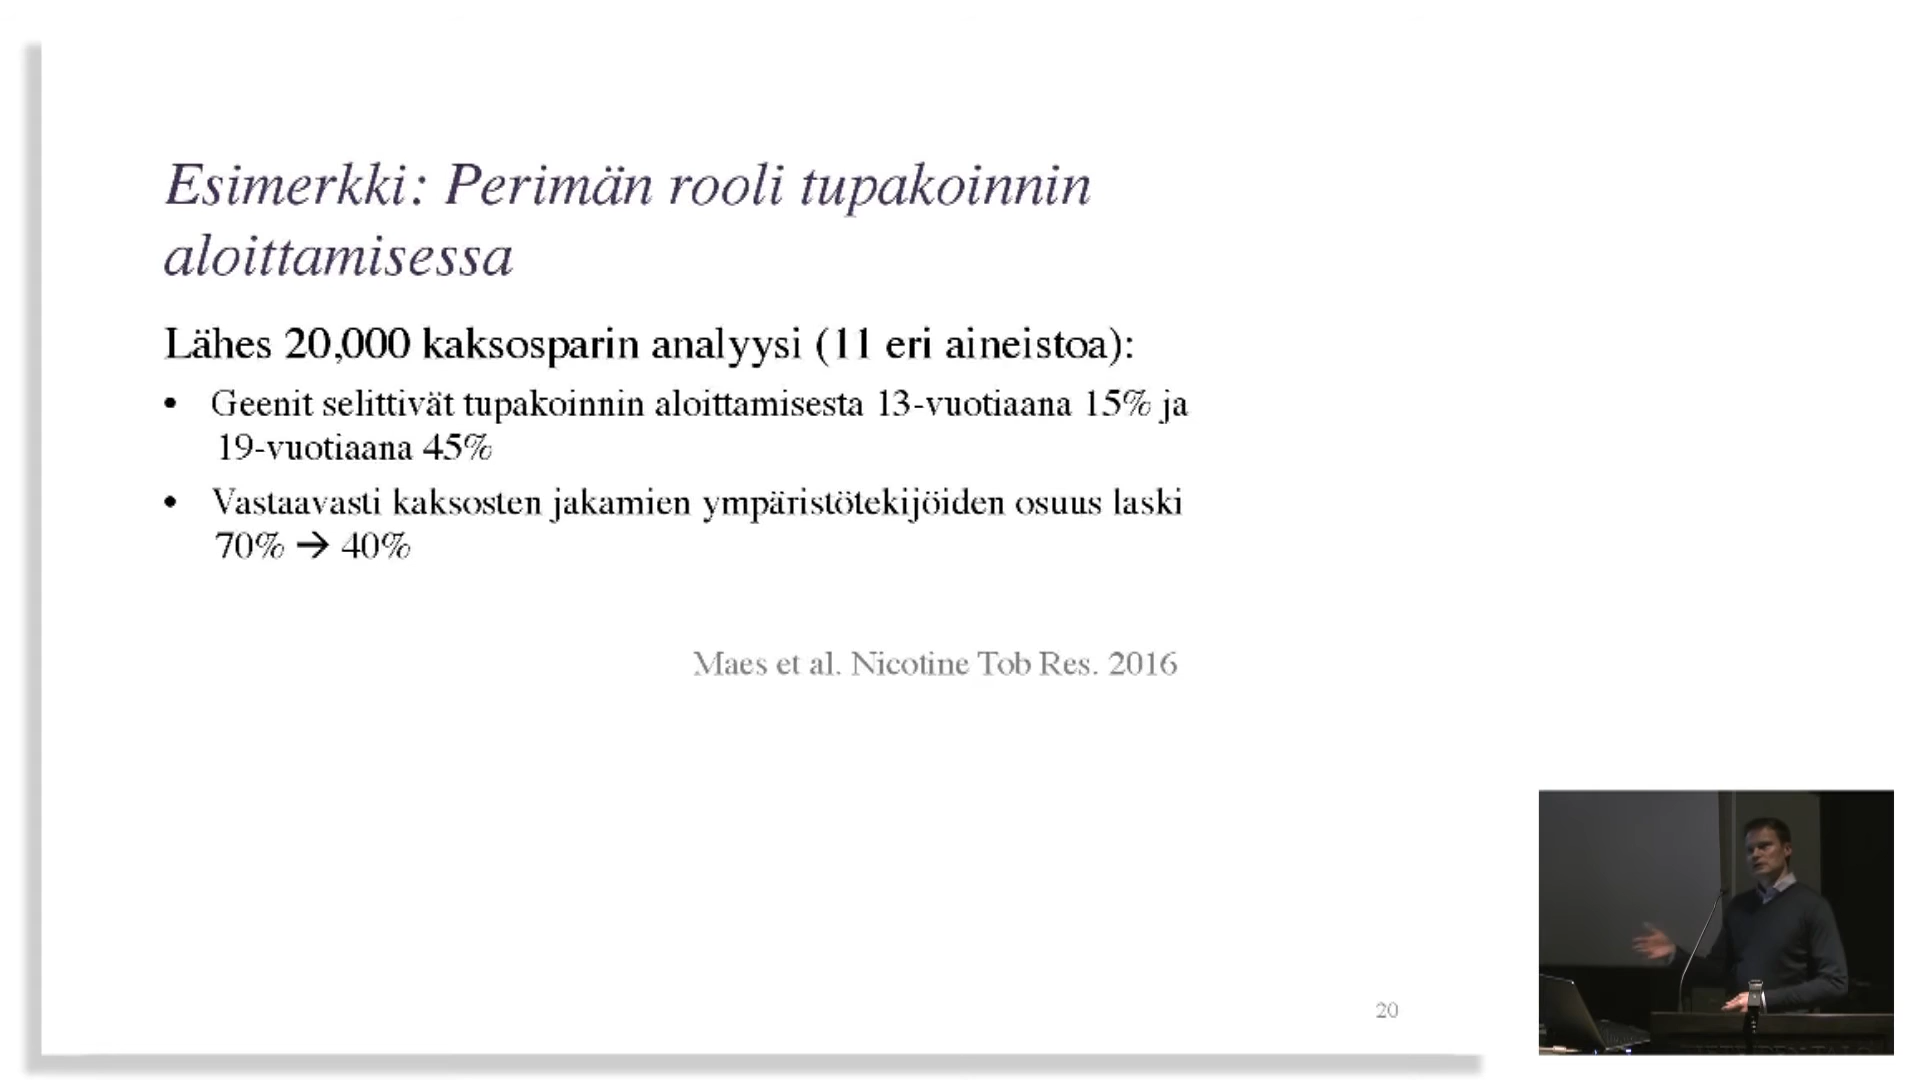 Esimerkki: Perimän rooli tupakoinnin
aloittamisessa
Lähes 20,000 kaksosparin analyysi (11 eri aineistoa):
• Geenit selittivät tupakoinnin aloittamisesta 13-vuotiaana 15% ja
19-vuotiaana 45%
• Vastaavasti kaksosten jakamien ympäristötekijöiden osuus laski
70% → 40%
Maes et al. Nicotine Tob Res. 2016
20